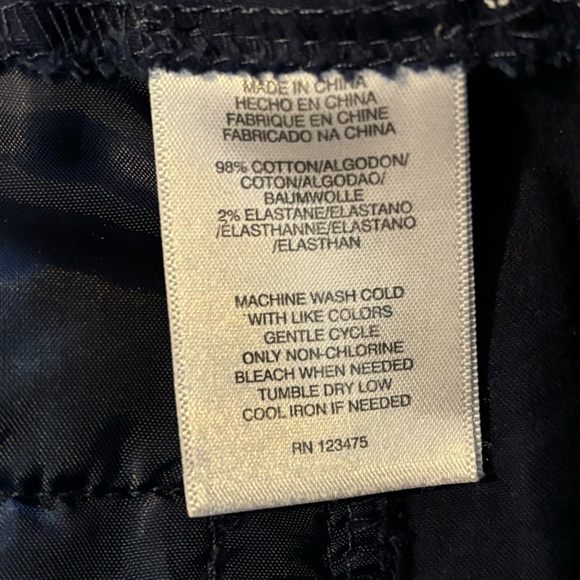 MADE IN CHINA
HECHO EN CHINA
FABRIQUE EN CHINE
FABRICADO NA CHINA
98% COTTON/ALGODON/
COTON/ALGODAO/
BAUMWOLLE
2% ELASTANE/ELASTANO
/ELASTHANNE/ELASTANO
/ELASTHAN
MACHINE WASH COLD
WITH LIKE COLORS
GENTLE CYCLE
ONLY NON-CHLORINE
BLEACH WHEN NEEDED
TUMBLE DRY LOW
COOL IRON IF NEEDED
RN 123475